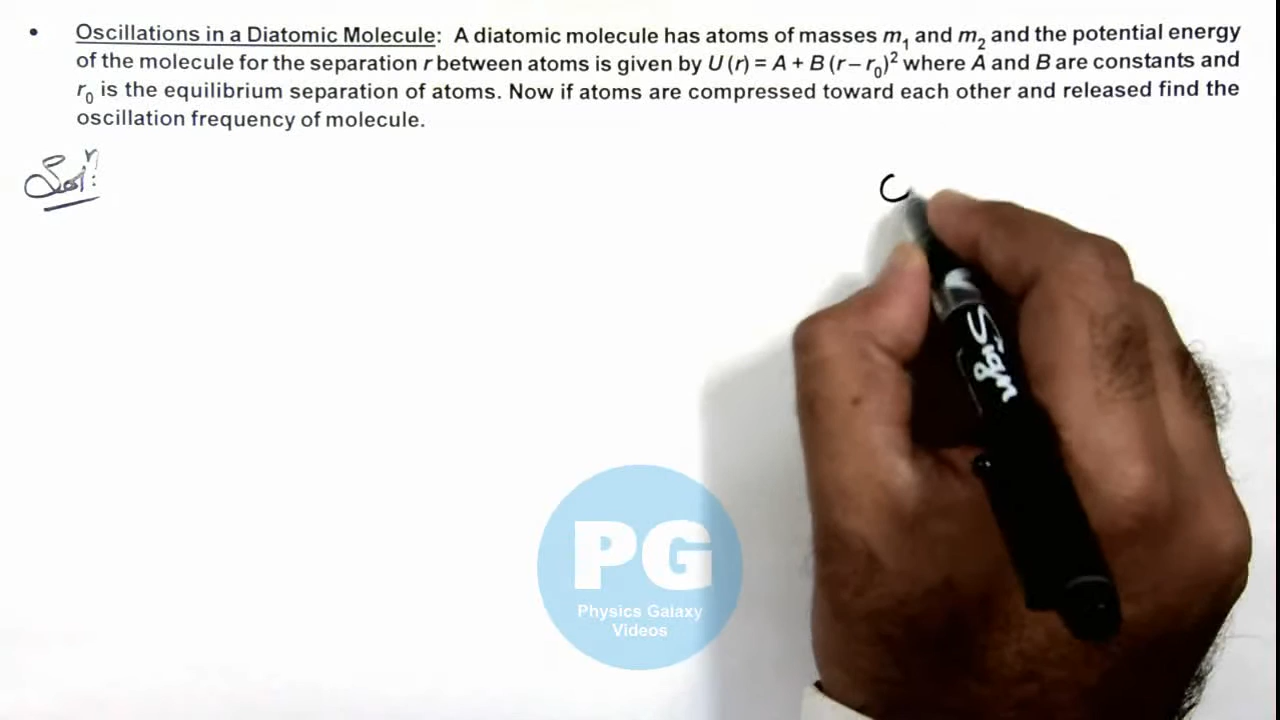 • Oscillations in a Diatomic Molecule: A diatomic molecule has atoms of masses m₁ and m₂ and the potential energy
of the molecule for the separation r between atoms is given by U (r) = A + B (r – r₀)² where A and B are constants and
r₀ is the equilibrium separation of atoms. Now if atoms are compressed toward each other and released find the
oscillation frequency of molecule.
Solⁿ:
Sign
PG
Physics Galaxy
Videos